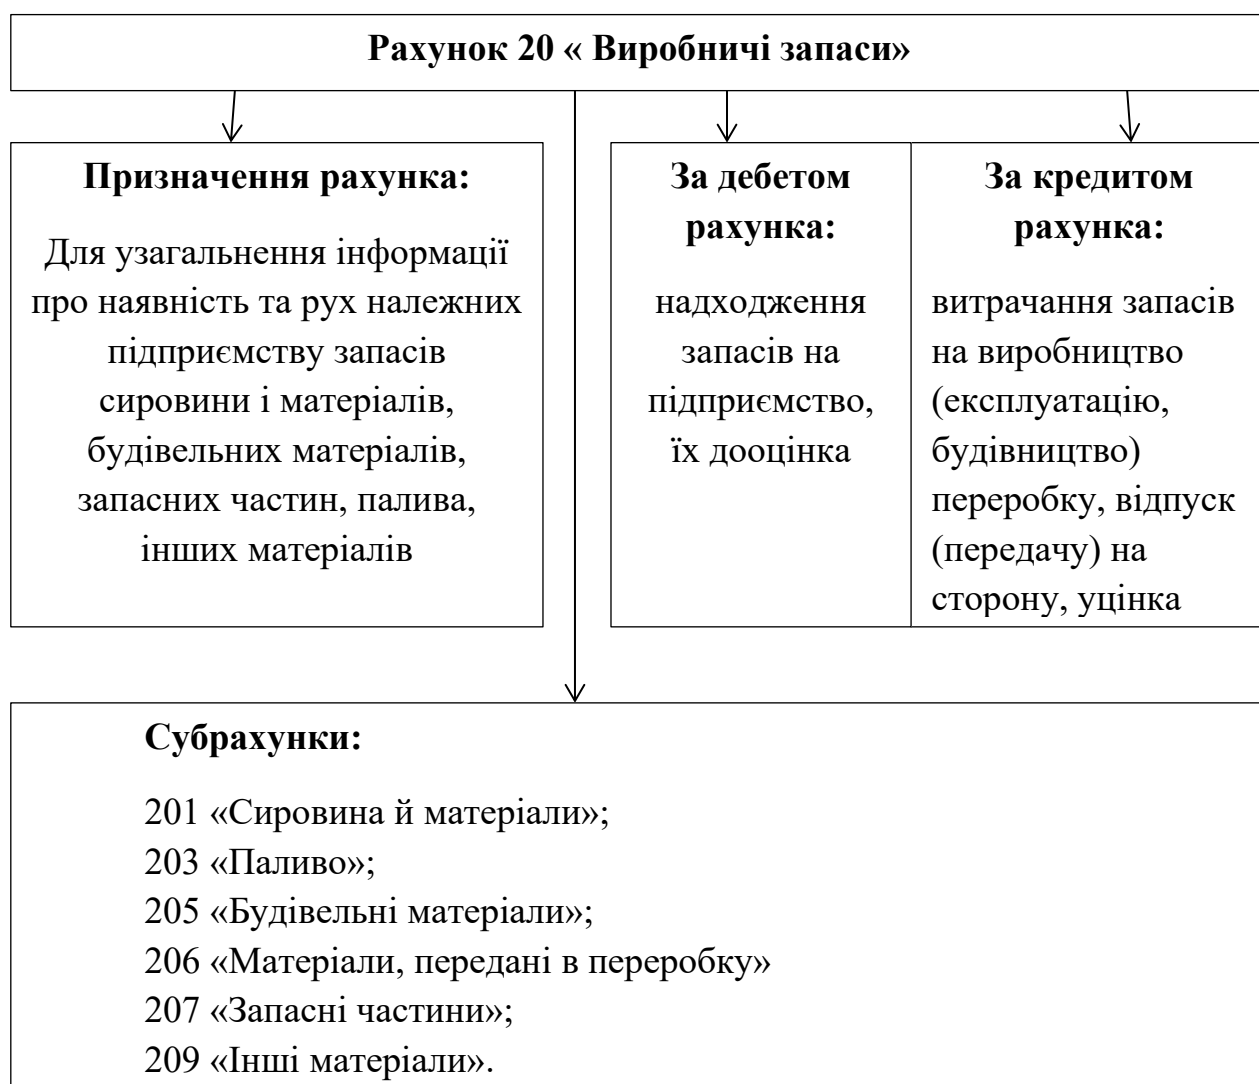 Рахунок 20 « Виробничі запаси»
Призначення рахунка:
Для узагальнення інформації
про наявність та рух належних
підприємству запасів
сировини і матеріалів,
будівельних матеріалів,
запасних частин, палива,
інших матеріалів
За дебетом
рахунка:
надходження
запасів на
підприємство,
їх дооцінка
За кредитом
рахунка:
витрачання запасів
на виробництво
(експлуатацію,
будівництво)
переробку, відпуск
(передачу) на
сторону, уцінка
Субрахунки:
201 «Сировина й матеріали»;
203 «Паливо»;
205 «Будівельні матеріали»;
206 «Матеріали, передані в переробку»
207 «Запасні частини»;
209 «Інші матеріали».